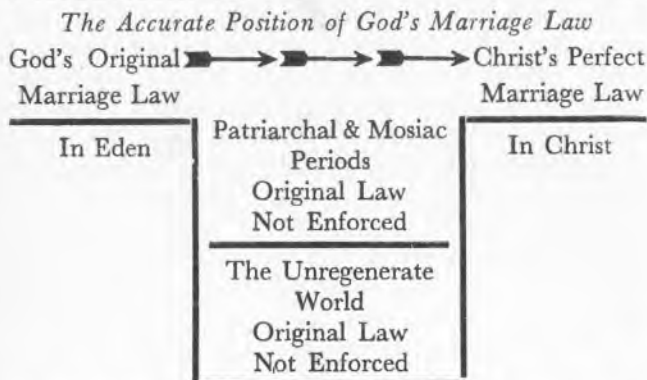 The Accurate Position of God's Marriage Law
God's Original
Marriage Law
Christ's Perfect
Marriage Law
In Eden
Patriarchal & Mosiac
Periods
Original Law
Not Enforced
The Unregenerate
World
Original Law
Not Enforced
In Christ